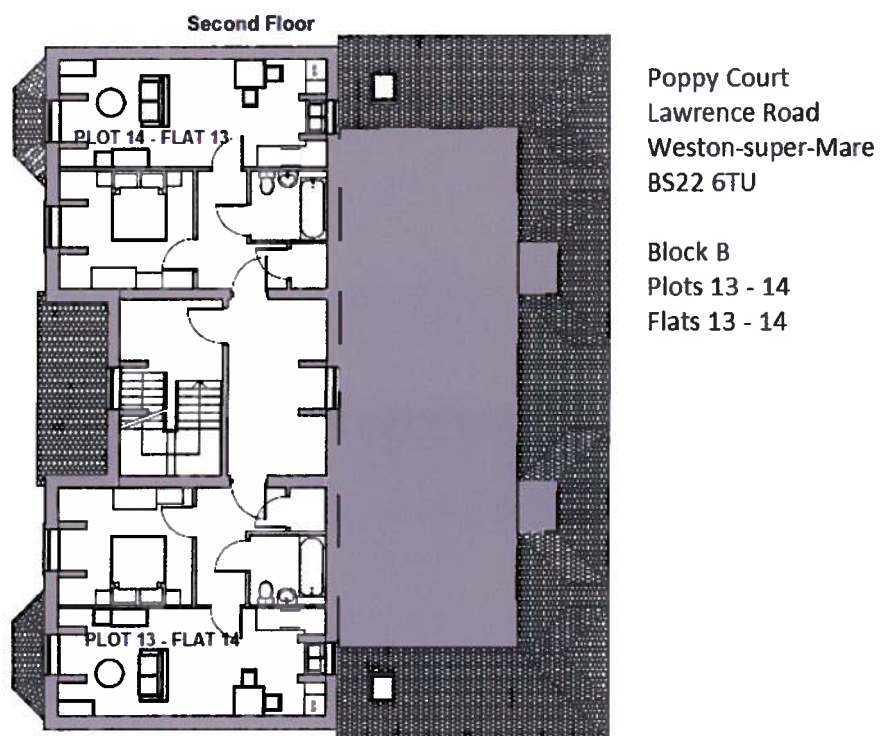 Second Floor
PLOT 14 - FLAT 13
PLOT 13 - FLAT 14
Poppy Court
Lawrence Road
Weston-super-Mare
BS22 6TU
Block B
Plots 13 - 14
Flats 13 - 14